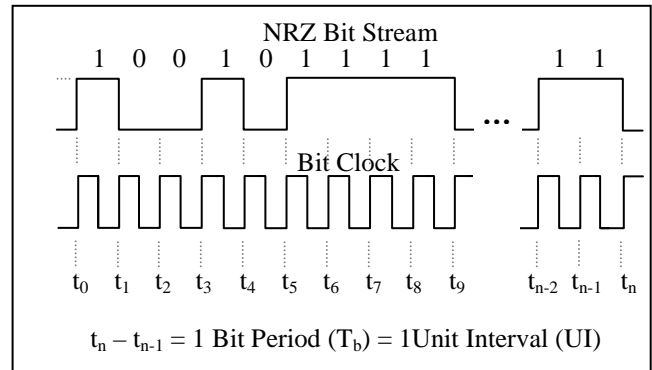 NRZ Bit Stream
1 0 0 1 0 1 1 1 1 ... 1 1
Bit Clock
t₀ t₁ t₂ t₃ t₄ t₅ t₆ t₇ t₈ t₉ tₙ₋₂ tₙ₋₁ tₙ
tₙ – tₙ₋₁ = 1 Bit Period (T_b) = 1Unit Interval (UI)